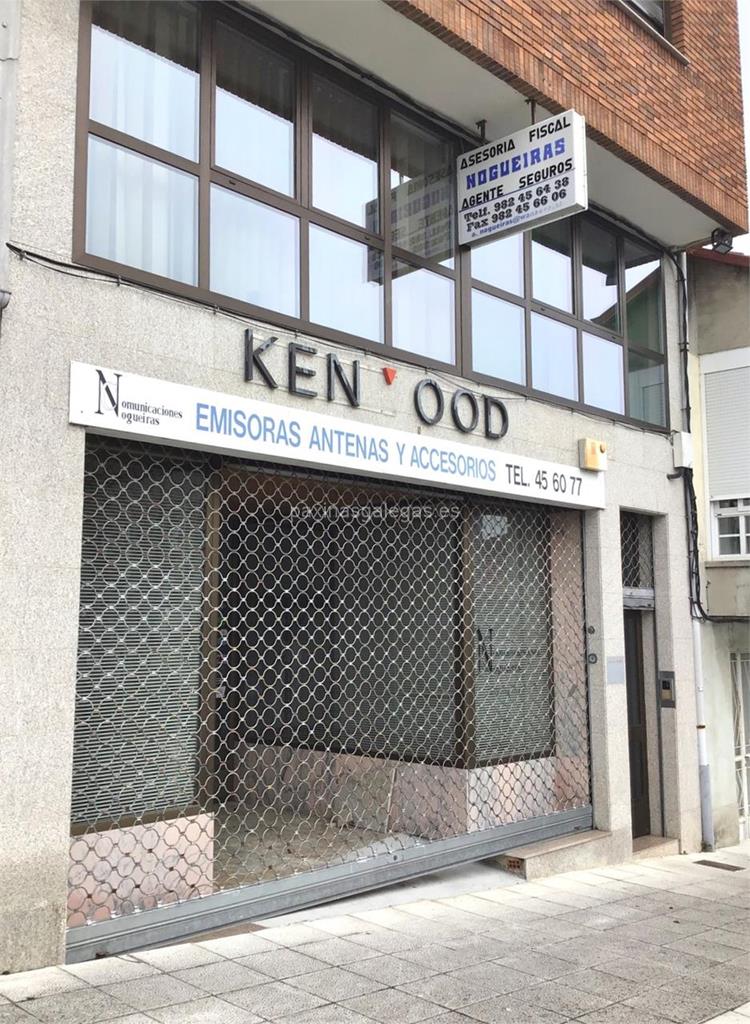 ASESORIA FISCAL
NOGUEIRAS
AGENTE SEGUROS
Telf. 982 45 64 38
Fax 982 45 66 06
KEN OOD
N omunicaciones
ogueiras
EMISORAS ANTENAS Y ACCESORIOS TEL. 45 60 77
paxinasgalegas.es
N